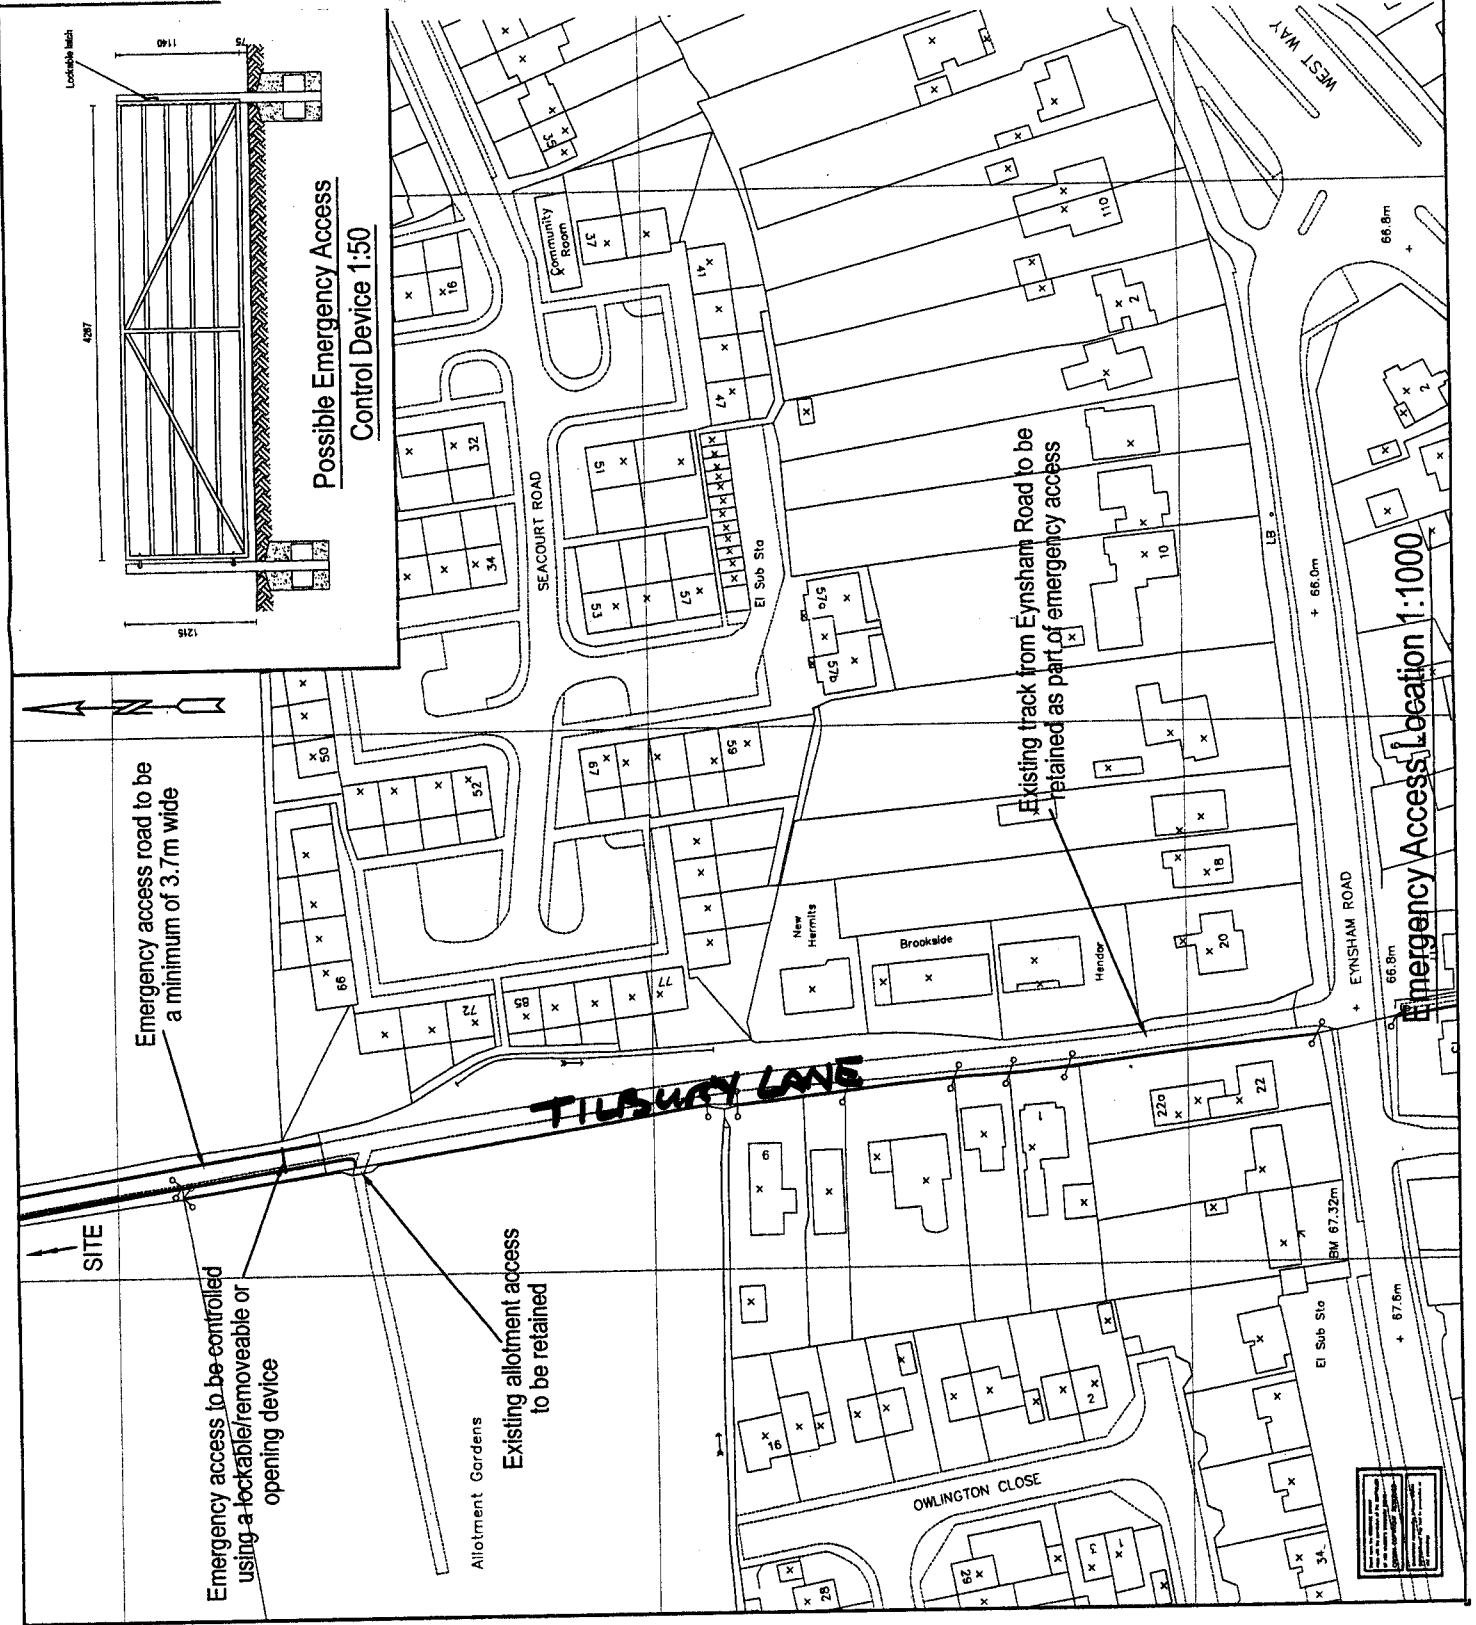 Lockable latch
1140
75
4267
1215
Possible Emergency Access
Control Device 1:50
WEST WAY
35
Community
Room
37
16
41
110
66.8m
2
47
32
51
34
SEACOURT ROAD
53
57
El Sub Sta
57a
57b
10
LB
+ 66.0m
2
Existing track from Eynsham Road to be
retained as part of emergency access
50
52
67
59
Emergency access road to be
a minimum of 3.7m wide
66
72
85
77
New
Hermits
Brookside
Hendor
18
20
EYNSHAM ROAD
66.8m
Emergency Access Location 1:1000
TILBURY LANE
SITE
Emergency access to be controlled
using a lockable/removeable or
opening device
Existing allotment access
to be retained
Allotment Gardens
6
1
22a
22
BM 67.32m
El Sub Sta
+ 67.6m
16
2
OWLINGTON CLOSE
28
29
34